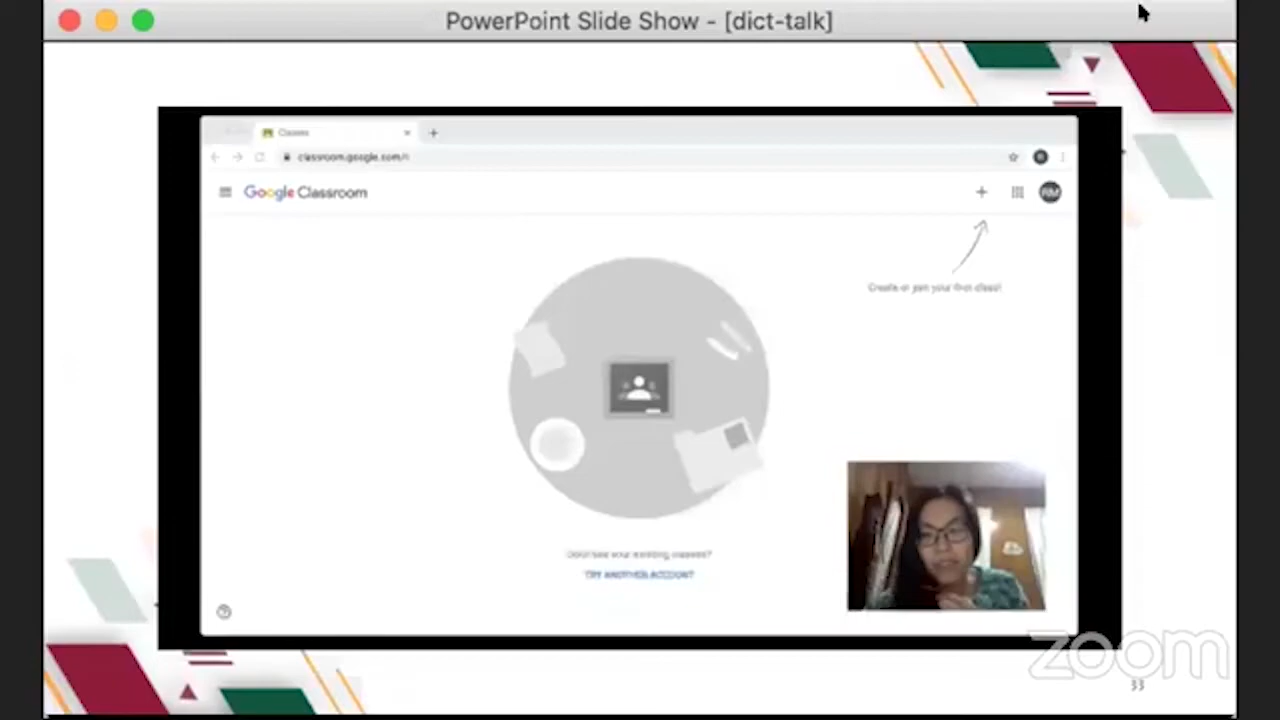 PowerPoint Slide Show - [dict-talk]
Classes
classroom.google.com/h
Google Classroom
RM
Create or join your first class!
Don't see your existing classes?
TRY ANOTHER ACCOUNT
zoom
33